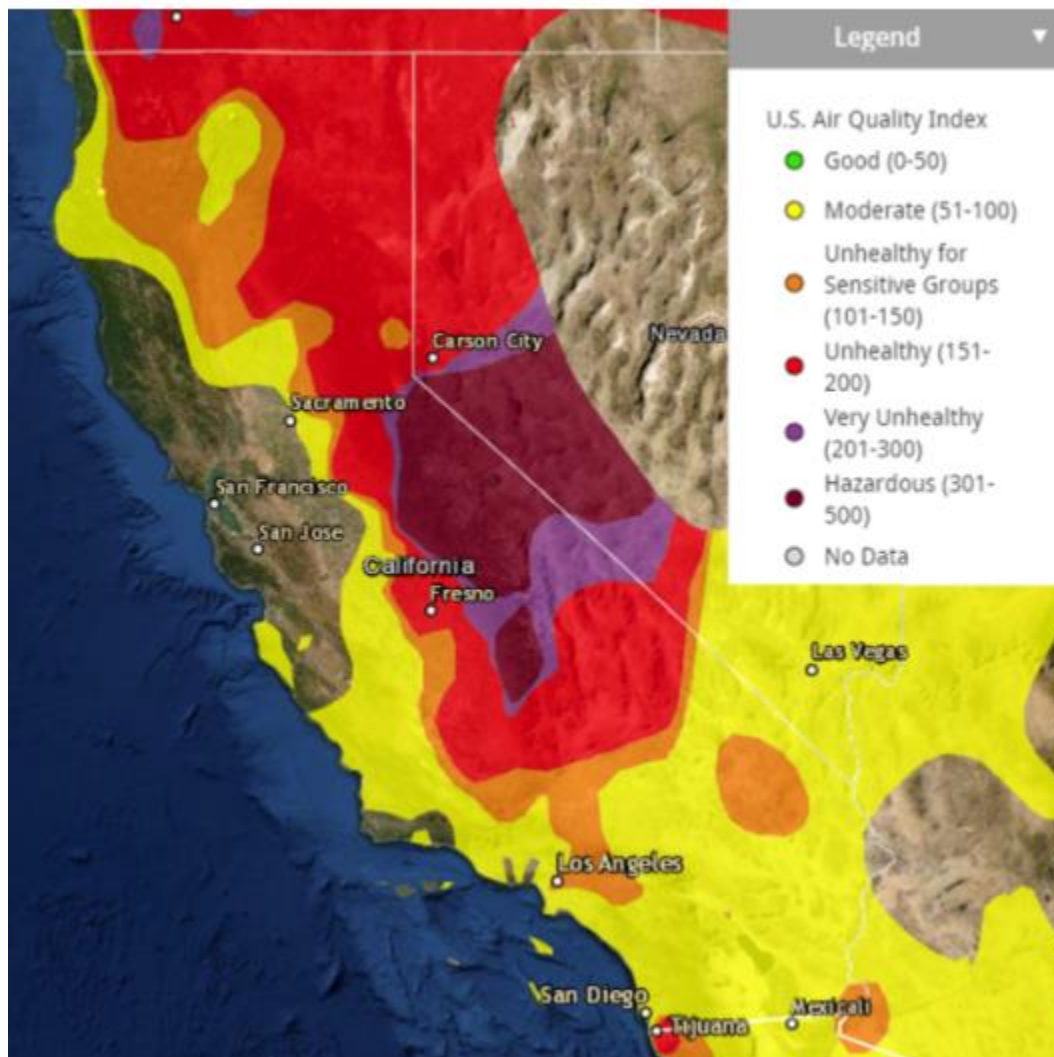 Legend
U.S. Air Quality Index
Good (0-50)
Moderate (51-100)
Unhealthy for
Sensitive Groups
(101-150)
Unhealthy (151-
200)
Very Unhealthy
(201-300)
Hazardous (301-
500)
No Data
Nevada
Carson City
Sacramento
San Francisco
San Jose
California
Fresno
Las Vegas
Los Angeles
San Diego
Tijuana
Mexicali